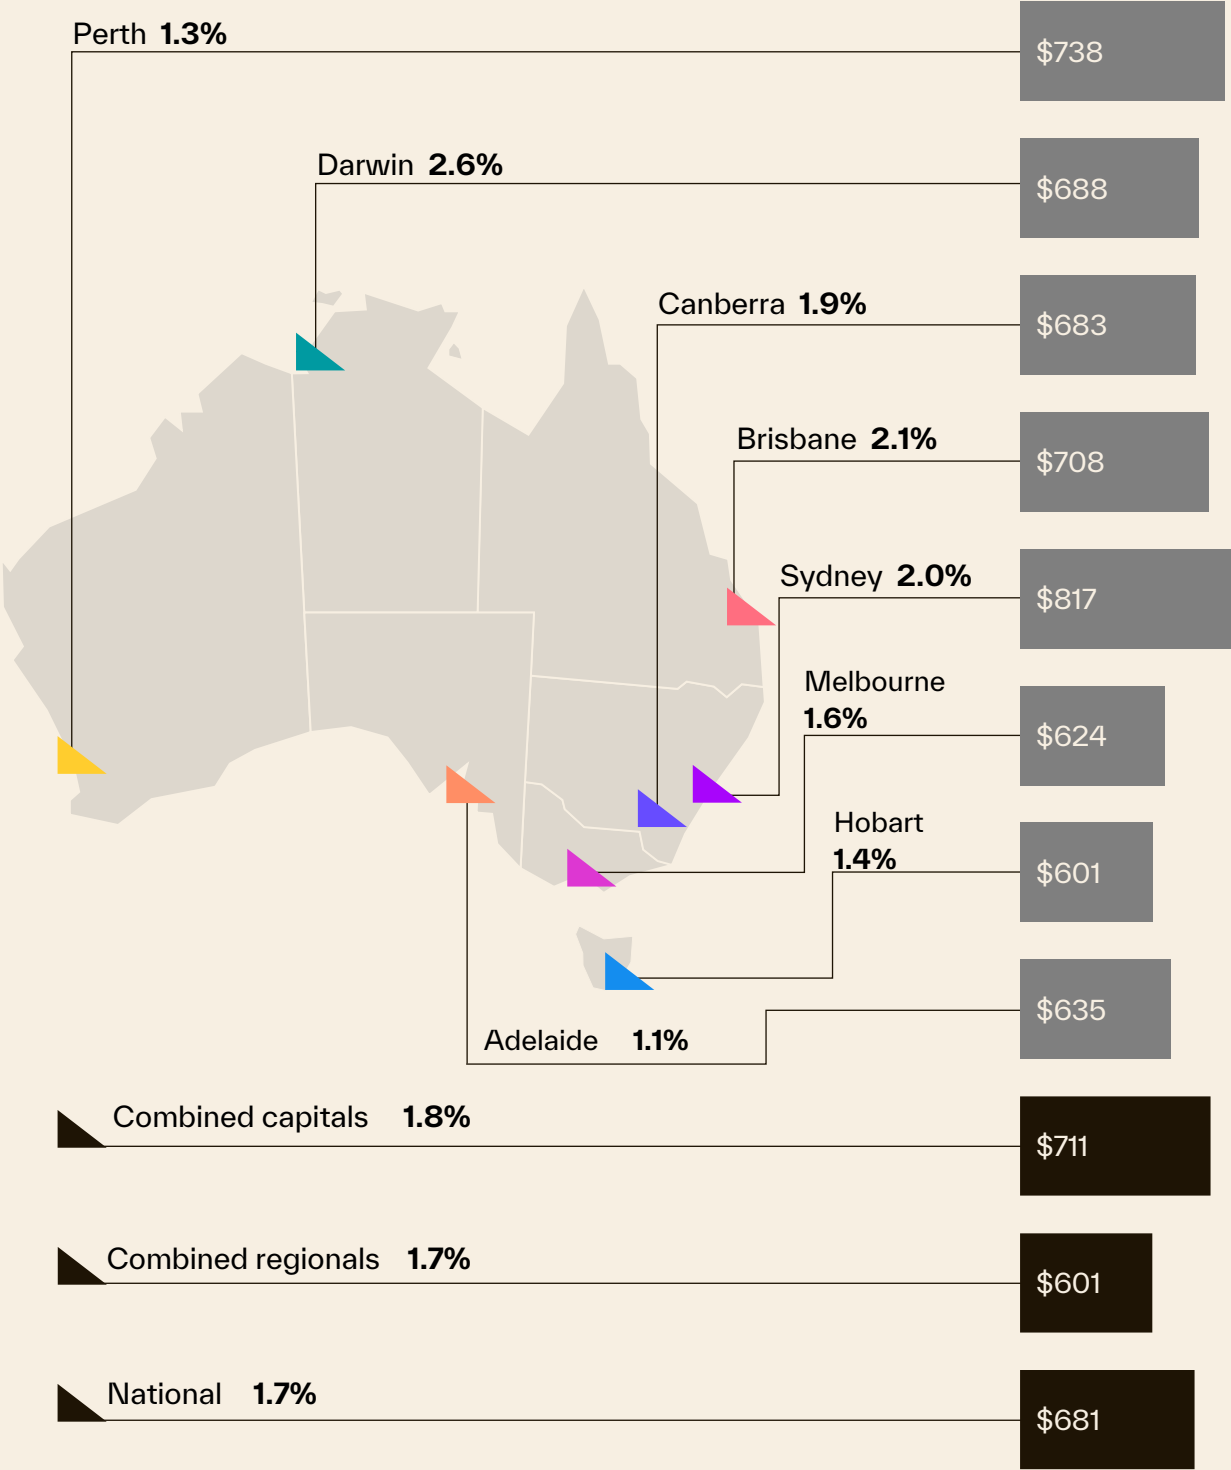 Perth 1.3%
$738
Darwin 2.6%
$688
Canberra 1.9%
$683
Brisbane 2.1%
$708
Sydney 2.0%
$817
Melbourne
1.6%
$624
Hobart
1.4%
$601
Adelaide 1.1%
$635
Combined capitals 1.8%
$711
Combined regionals 1.7%
$601
National 1.7%
$681